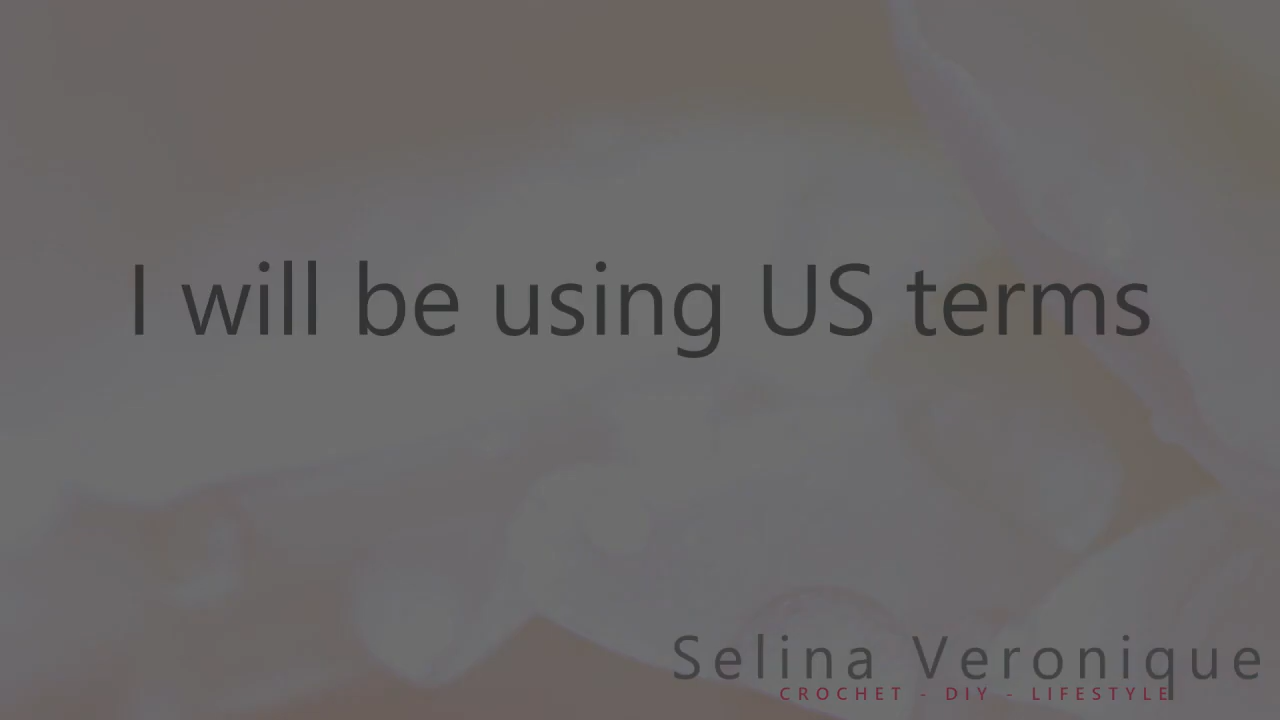 I will be using US terms
Selina Veronique
CROCHET - DIY - LIFESTYLE